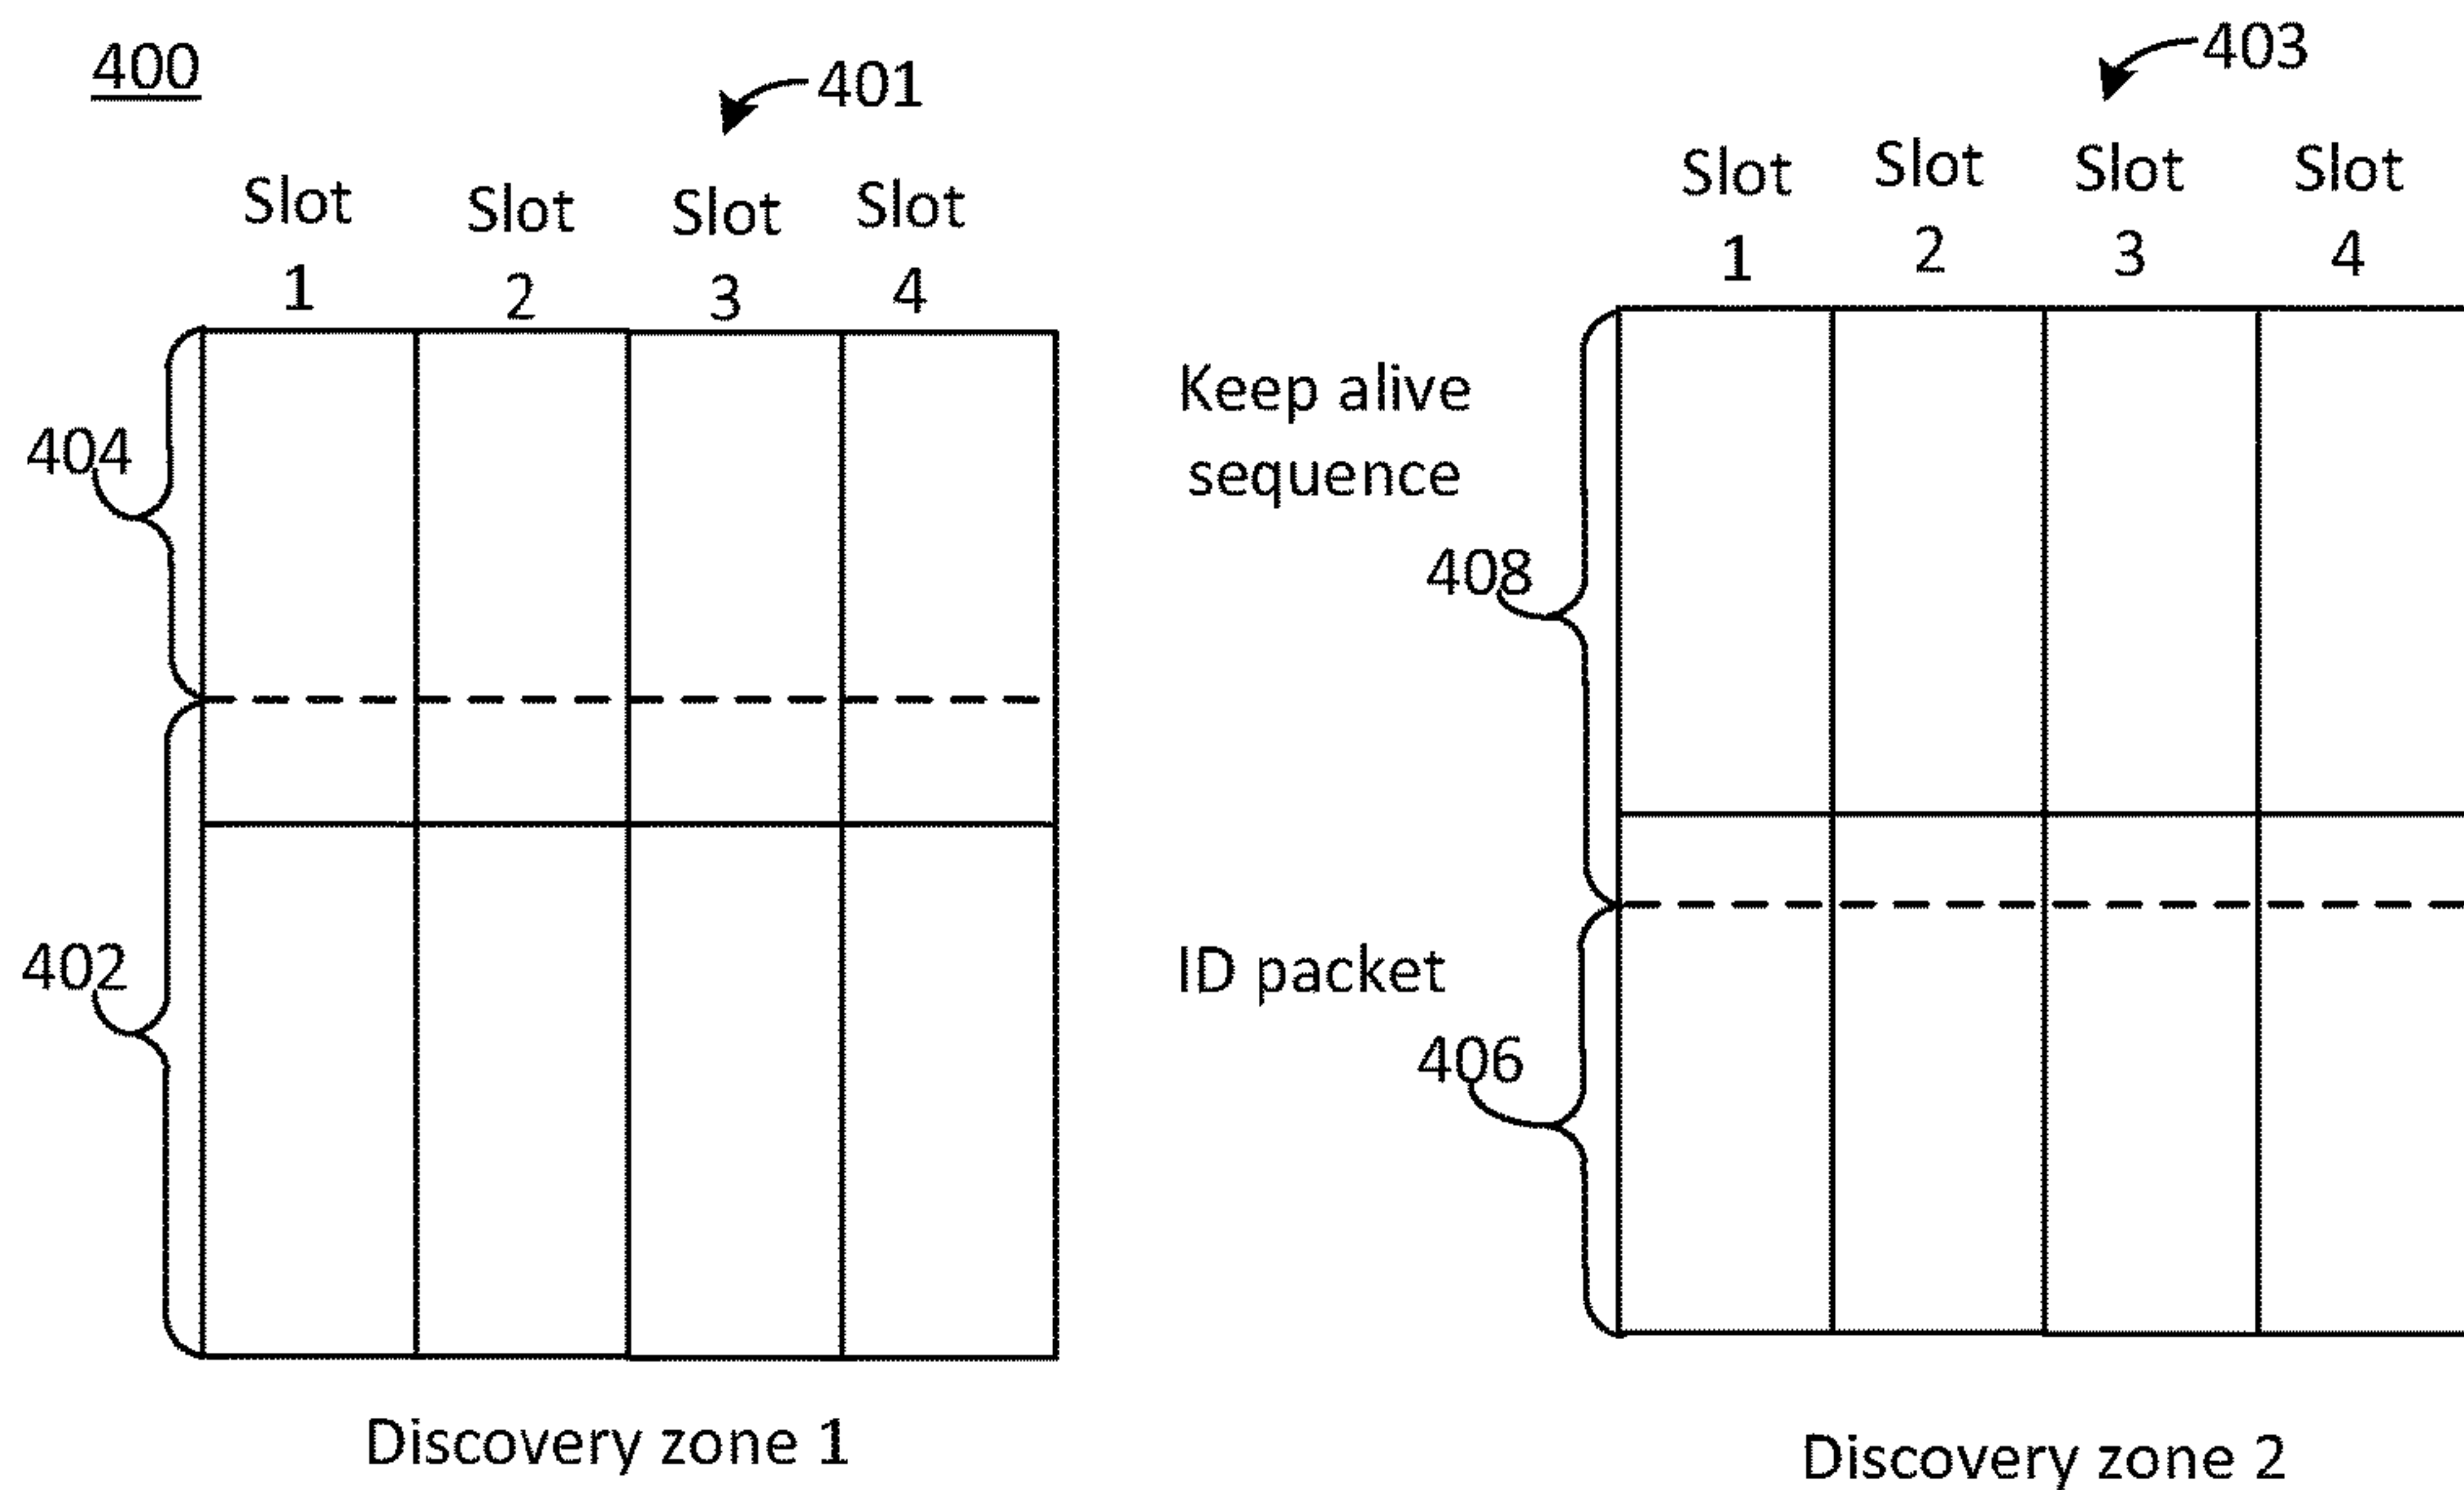 400
401
Slot 1
Slot 2
Slot 3
Slot 4
404
402
Discovery zone 1
403
Slot 1
Slot 2
Slot 3
Slot 4
Keep alive
sequence
408
ID packet
406
Discovery zone 2